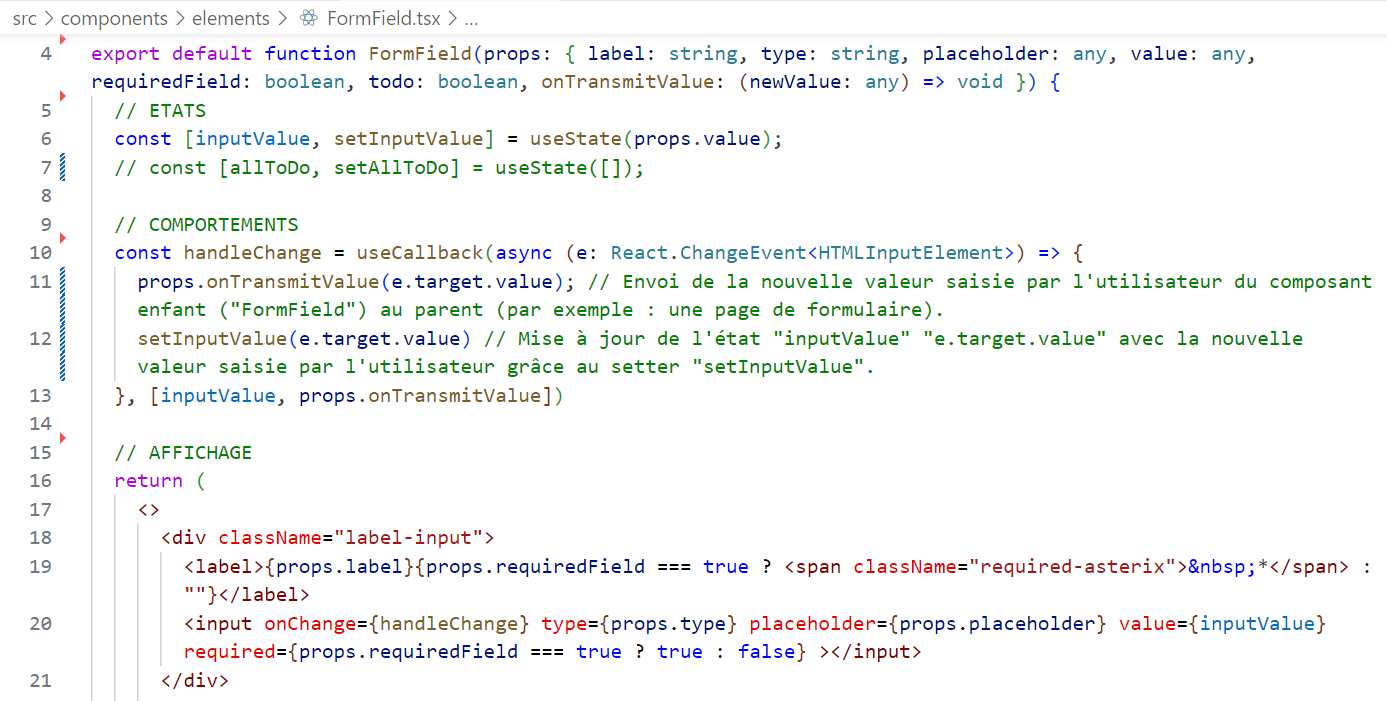 src > components > elements > FormField.tsx > ...
4 export default function FormField(props: { label: string, type: string, placeholder: any, value: any,
requiredField: boolean, todo: boolean, onTransmitValue: (newValue: any) => void }) {
5 // ETATS
6 const [inputValue, setInputValue] = useState(props.value);
7 // const [allToDo, setAllToDo] = useState([]);
8
9 // COMPORTEMENTS
10 const handleChange = useCallback(async (e: React.ChangeEvent<HTMLInputElement>) => {
11 props.onTransmitValue(e.target.value); // Envoi de la nouvelle valeur saisie par l'utilisateur du composant
enfant ("FormField") au parent (par exemple : une page de formulaire).
12 setInputValue(e.target.value) // Mise à jour de l'état "inputValue" "e.target.value" avec la nouvelle
valeur saisie par l'utilisateur grâce au setter "setInputValue".
13 }, [inputValue, props.onTransmitValue])
14
15 // AFFICHAGE
16 return (
17 <>
18 <div className="label-input">
19 <label>{props.label}{props.requiredField === true ? <span className="required-asterix">&nbsp;*</span> :
""}</label>
20 <input onChange={handleChange} type={props.type} placeholder={props.placeholder} value={inputValue}
required={props.requiredField === true ? true : false} ></input>
21 </div>